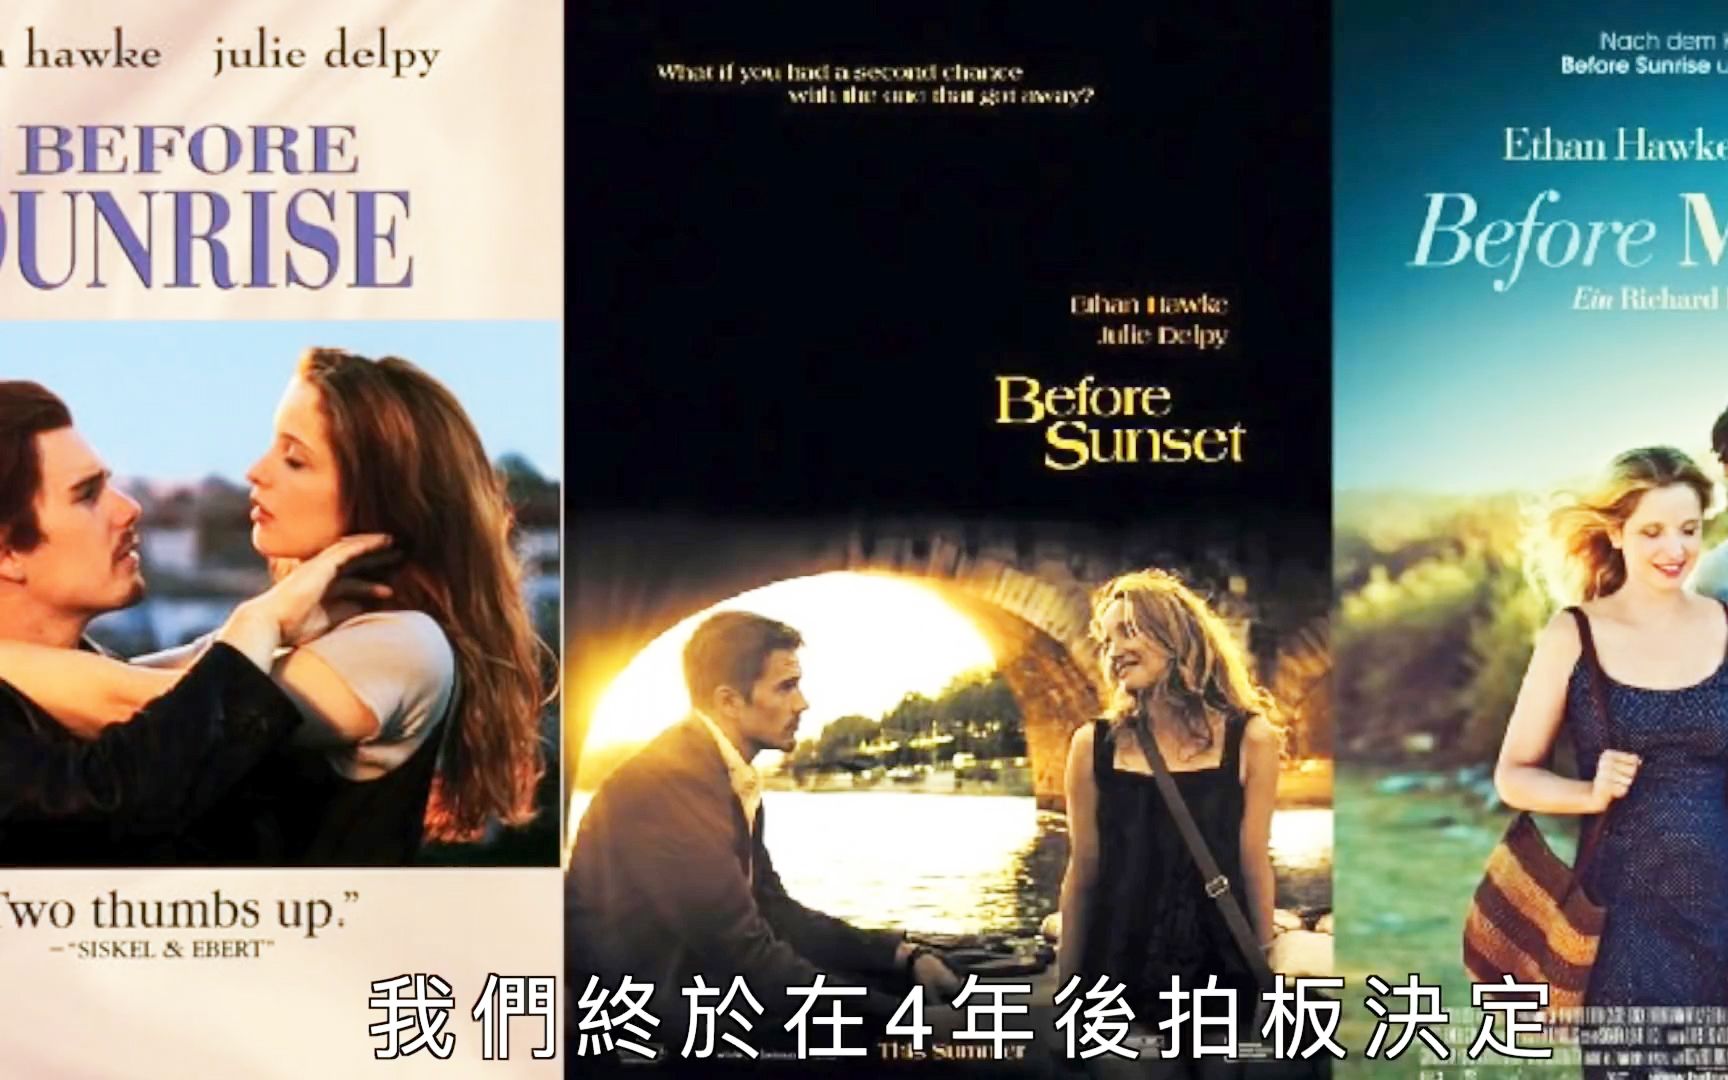 hawke julie delpy
BEFORE
SUNRISE
Two thumbs up."
–"SISKEL & EBERT"
What if you had a second chance
with the one that got away?
Ethan Hawke
Julie Delpy
Before
Sunset
This Summer
Nach dem
Before Sunrise
Ethan Hawke
Before M
Ein Richard
我們終於在4年後拍板決定